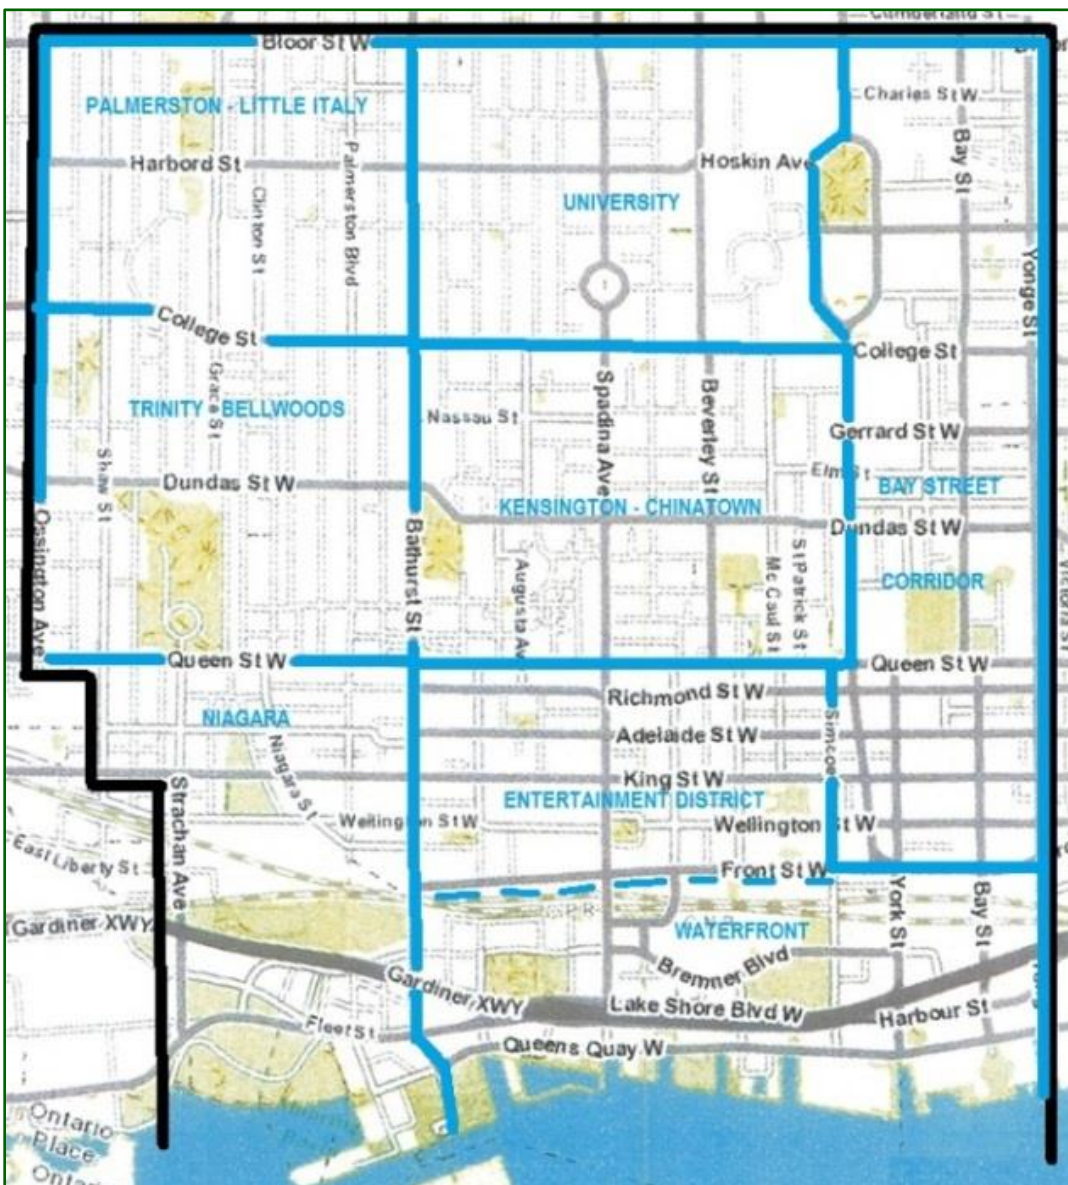 Cumberland St
Bloor St W
Charles St W
PALMERSTON - LITTLE ITALY
Harbord St
Hoskin Ave
Bay St
Palmerston Blvd
Clinton St
UNIVERSITY
Yonge St
College St
College St
Grace St
TRINITY - BELLWOODS
Nassau St
Spadina Ave
Beverley St
Gerrard St W
Shaw St
Elm St
Dundas St W
BAY STREET
KENSINGTON - CHINATOWN
Dundas St W
Ossington Ave
Bathurst St
Augusta Av
Mc Caul St
St Patrick St
CORRIDOR
Victoria St
Queen St W
Queen St W
Richmond St W
NIAGARA
Simcoe
Adelaide St W
Niagara St
King St W
Strachan Ave
ENTERTAINMENT DISTRICT
Wellington St W
Wellington St W
East Liberty St
Front St W
York St
Bay St
Gardiner XWY
WATERFRONT
Bremner Blvd
Gardiner XWY
Lake Shore Blvd W
Harbour St
Fleet St
Queens Quay W
Ontario
Place
Ontar